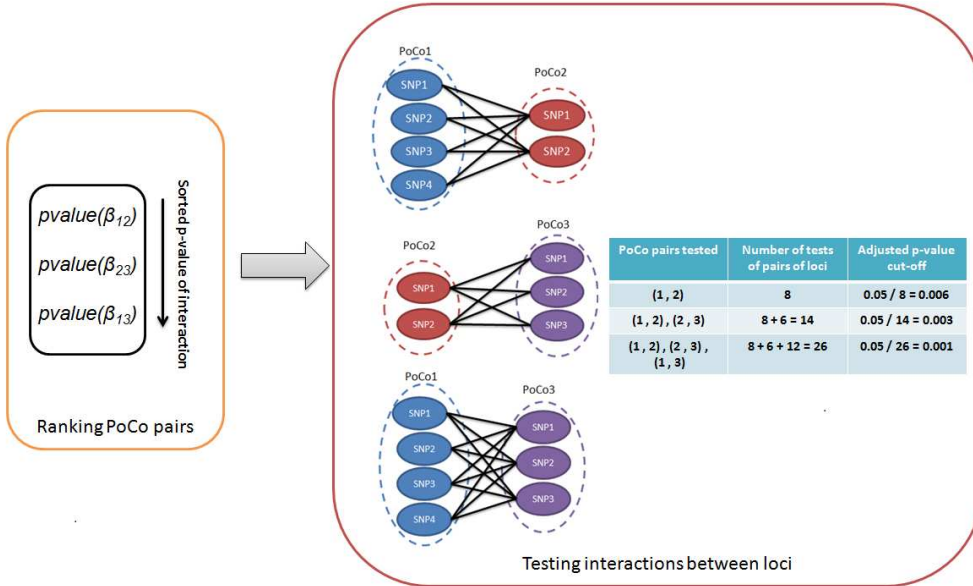 pvalue(β12)
pvalue(β23)
pvalue(β13)
Sorted p-value of interaction
Ranking PoCo pairs
PoCo1
SNP1
SNP2
SNP3
SNP4
PoCo2
SNP1
SNP2
PoCo2
SNP1
SNP2
PoCo3
SNP1
SNP2
SNP3
PoCo1
SNP1
SNP2
SNP3
SNP4
PoCo3
SNP1
SNP2
SNP3
PoCo pairs tested
Number of tests
of pairs of loci
Adjusted p-value
cut-off
(1 , 2)
8
0.05 / 8 = 0.006
(1 , 2) , (2 , 3)
8 + 6 = 14
0.05 / 14 = 0.003
(1 , 2) , (2 , 3) ,
(1 , 3)
8 + 6 + 12 = 26
0.05 / 26 = 0.001
Testing interactions between loci